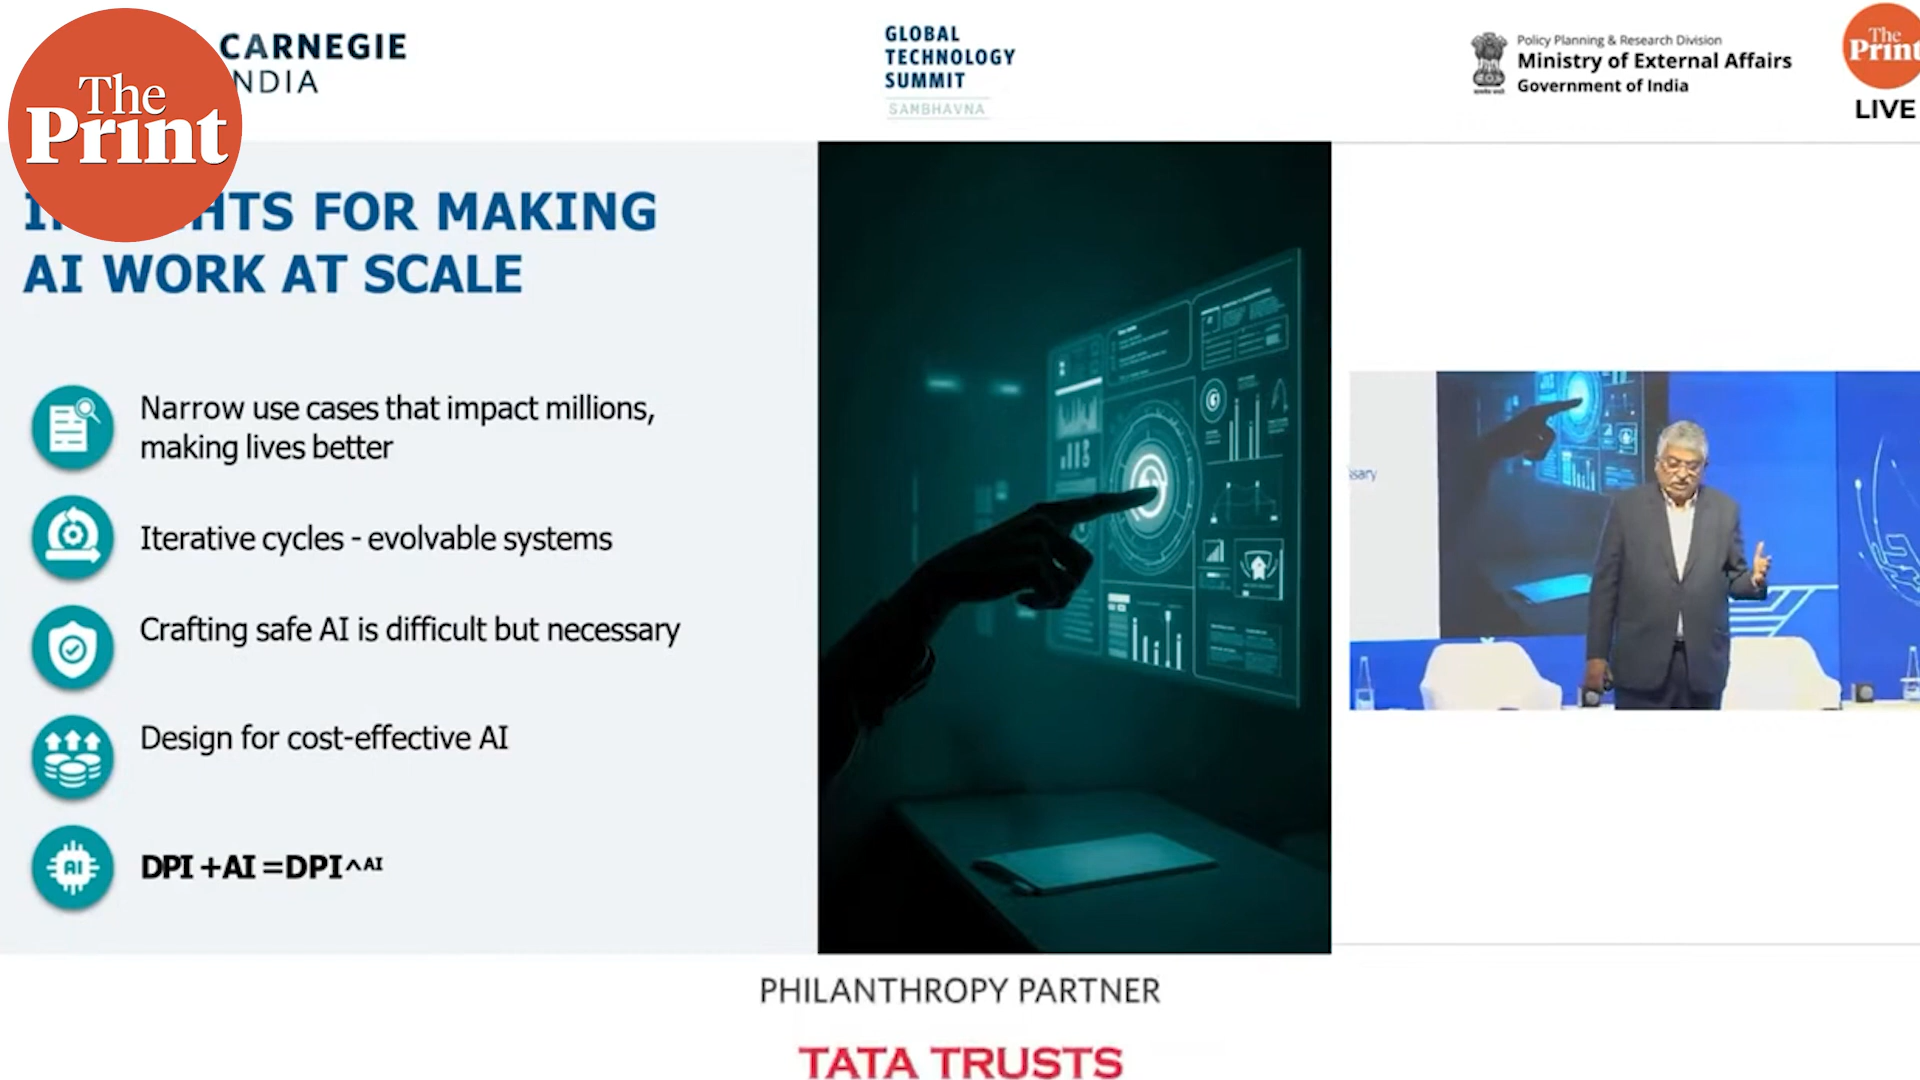 The
Print
CARNEGIE
NDIA
GLOBAL
TECHNOLOGY
SUMMIT
SAMBHAVNA
Policy Planning & Research Division
Ministry of External Affairs
Government of India
The
Print
LIVE
HTS FOR MAKING
AI WORK AT SCALE
Narrow use cases that impact millions,
making lives better
Iterative cycles - evolvable systems
Crafting safe AI is difficult but necessary
Design for cost-effective AI
AI
DPI +AI =DPI^AI
ssary
PHILANTHROPY PARTNER
TATA TRUSTS